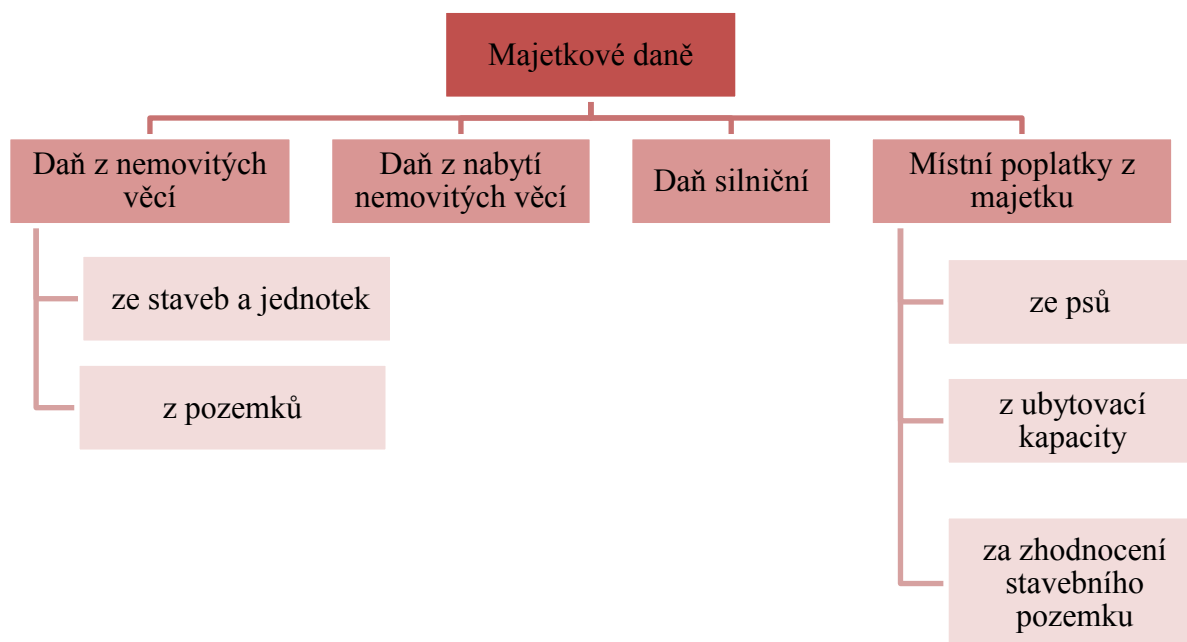 Majetkové daně
Daň z nemovitých
věcí
Daň z nabytí
nemovitých věcí
Daň silniční
Místní poplatky z
majetku
ze staveb a jednotek
z pozemků
ze psů
z ubytovací
kapacity
za zhodnocení
stavebního
pozemku